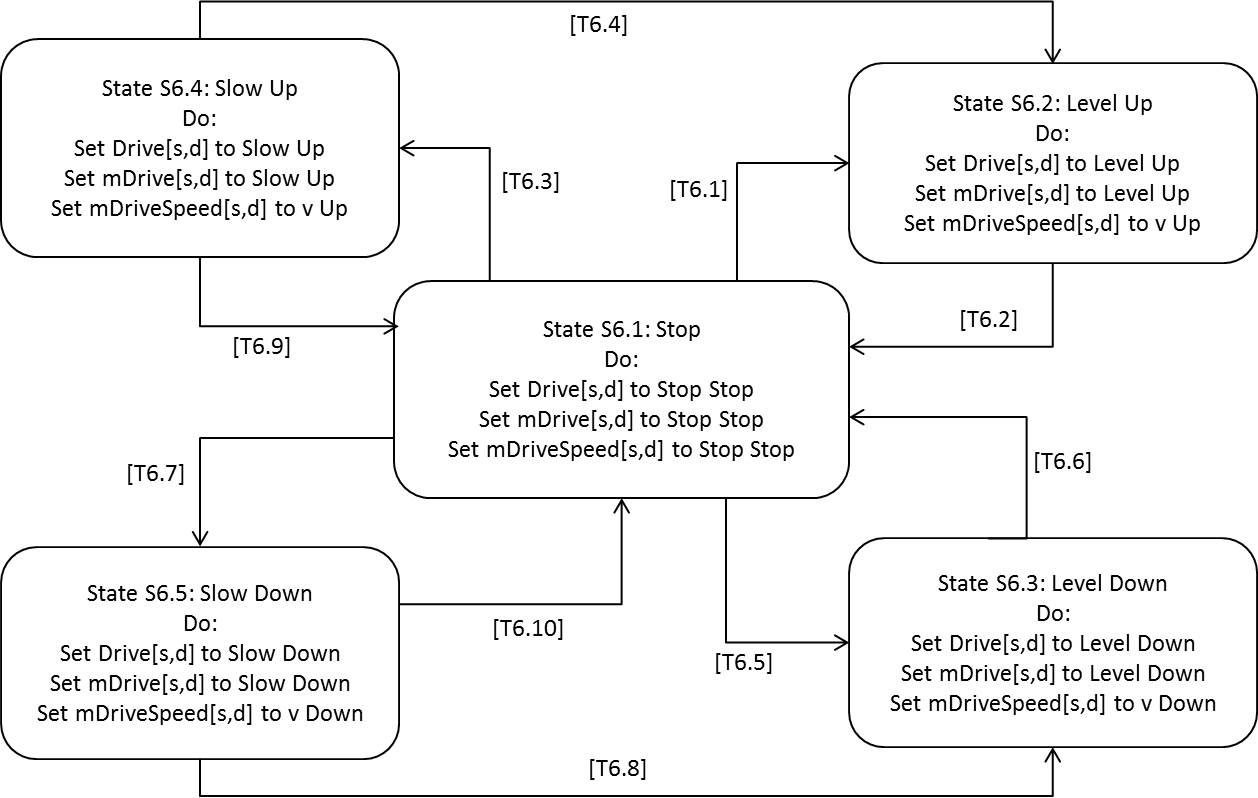 [T6.4]
State S6.4: Slow Up
Do:
Set Drive[s,d] to Slow Up
Set mDrive[s,d] to Slow Up
Set mDriveSpeed[s,d] to v Up
State S6.2: Level Up
Do:
Set Drive[s,d] to Level Up
Set mDrive[s,d] to Level Up
Set mDriveSpeed[s,d] to v Up
[T6.3]
[T6.1]
[T6.9]
[T6.2]
State S6.1: Stop
Do:
Set Drive[s,d] to Stop Stop
Set mDrive[s,d] to Stop Stop
Set mDriveSpeed[s,d] to Stop Stop
[T6.7]
[T6.6]
State S6.5: Slow Down
Do:
Set Drive[s,d] to Slow Down
Set mDrive[s,d] to Slow Down
Set mDriveSpeed[s,d] to v Down
[T6.10]
[T6.5]
State S6.3: Level Down
Do:
Set Drive[s,d] to Level Down
Set mDrive[s,d] to Level Down
Set mDriveSpeed[s,d] to v Down
[T6.8]